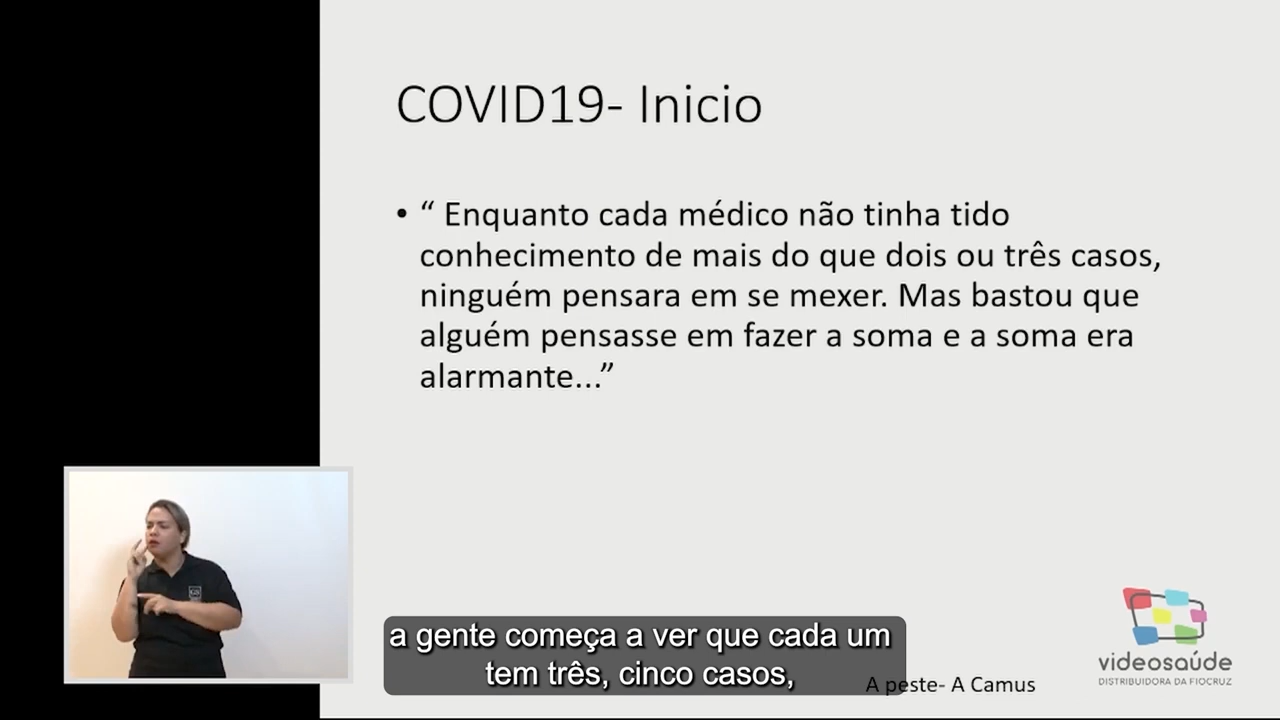 COVID19- Inicio
• “ Enquanto cada médico não tinha tido
conhecimento de mais do que dois ou três casos,
ninguém pensara em se mexer. Mas bastou que
alguém pensasse em fazer a soma e a soma era
alarmante...”
a gente começa a ver que cada um
tem três, cinco casos,
A peste- A Camus
videosaúde
DISTRIBUIDORA DA FIOCRUZ